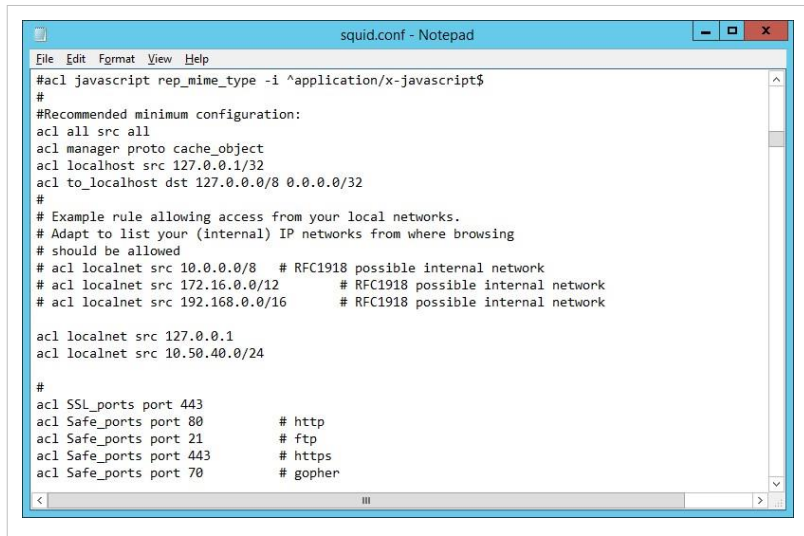 squid.conf - Notepad
File Edit Format View Help
#acl javascript rep_mime_type -i ^application/x-javascript$
#
#Recommended minimum configuration:
acl all src all
acl manager proto cache_object
acl localhost src 127.0.0.1/32
acl to_localhost dst 127.0.0.0/8 0.0.0.0/32
#
# Example rule allowing access from your local networks.
# Adapt to list your (internal) IP networks from where browsing
# should be allowed
# acl localnet src 10.0.0.0/8 # RFC1918 possible internal network
# acl localnet src 172.16.0.0/12 # RFC1918 possible internal network
# acl localnet src 192.168.0.0/16 # RFC1918 possible internal network
acl localnet src 127.0.0.1
acl localnet src 10.50.40.0/24
#
acl SSL_ports port 443
acl Safe_ports port 80 # http
acl Safe_ports port 21 # ftp
acl Safe_ports port 443 # https
acl Safe_ports port 70 # gopher